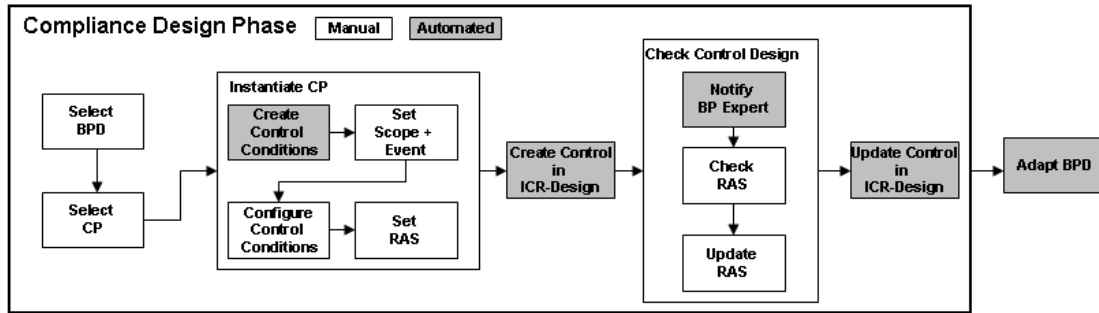 Compliance Design Phase
Manual
Automated
Select
BPD
Select
CP
Instantiate CP
Create
Control
Conditions
Set
Scope +
Event
Configure
Control
Conditions
Set
RAS
Create Control
in
ICR-Design
Check Control Design
Notify
BP Expert
Check
RAS
Update
RAS
Update Control
in
ICR-Design
Adapt BPD